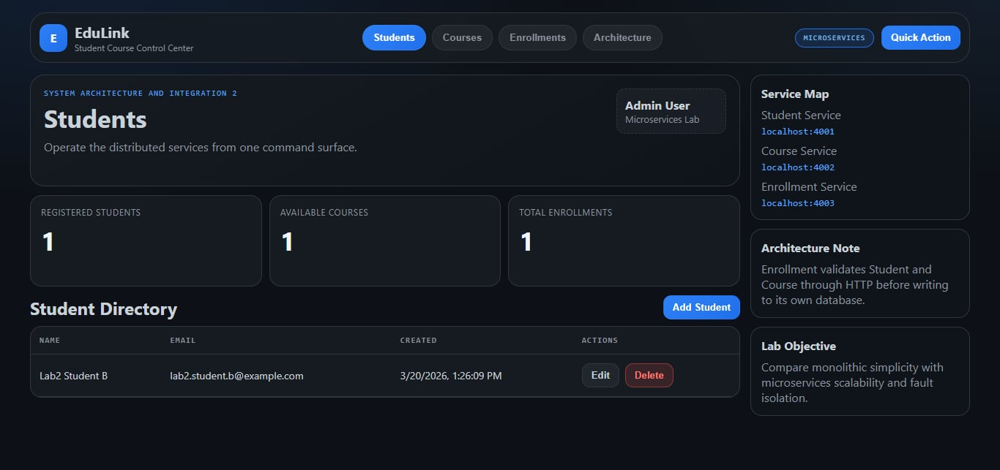 E
EduLink
Student Course Control Center
Students
Courses
Enrollments
Architecture
MICROSERVICES
Quick Action
SYSTEM ARCHITECTURE AND INTEGRATION 2
Students
Operate the distributed services from one command surface.
Admin User
Microservices Lab
REGISTERED STUDENTS
1
AVAILABLE COURSES
1
TOTAL ENROLLMENTS
1
Student Directory
Add Student
NAME EMAIL CREATED ACTIONS
Lab2 Student B lab2.student.b@example.com 3/20/2026, 1:26:09 PM Edit Delete
Service Map
Student Service
localhost:4001
Course Service
localhost:4002
Enrollment Service
localhost:4003
Architecture Note
Enrollment validates Student and
Course through HTTP before writing
to its own database.
Lab Objective
Compare monolithic simplicity with
microservices scalability and fault
isolation.